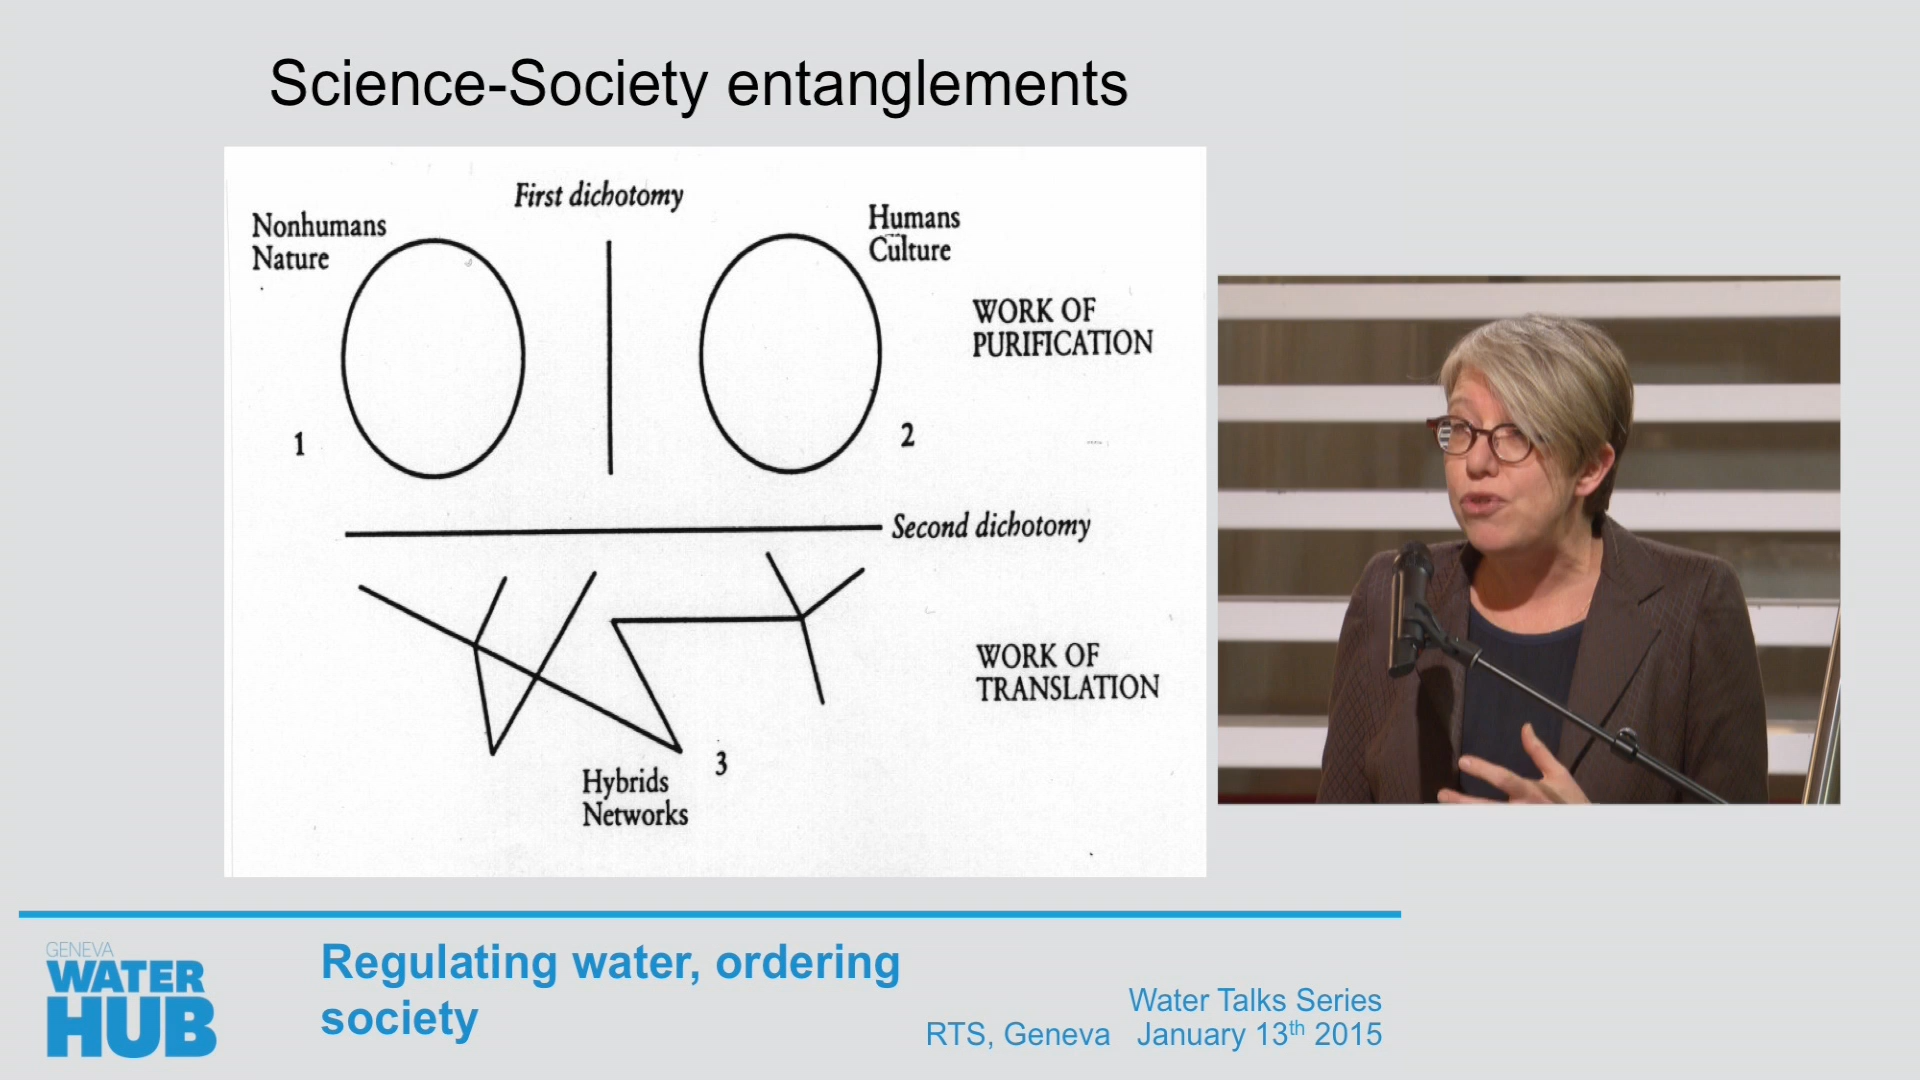 Science-Society entanglements
First dichotomy
Nonhumans
Nature
Humans
Culture
WORK OF
PURIFICATION
1
2
Second dichotomy
WORK OF
TRANSLATION
3
Hybrids
Networks
GENEVA
WATER
HUB
Regulating water, ordering
society
Water Talks Series
RTS, Geneva January 13th 2015